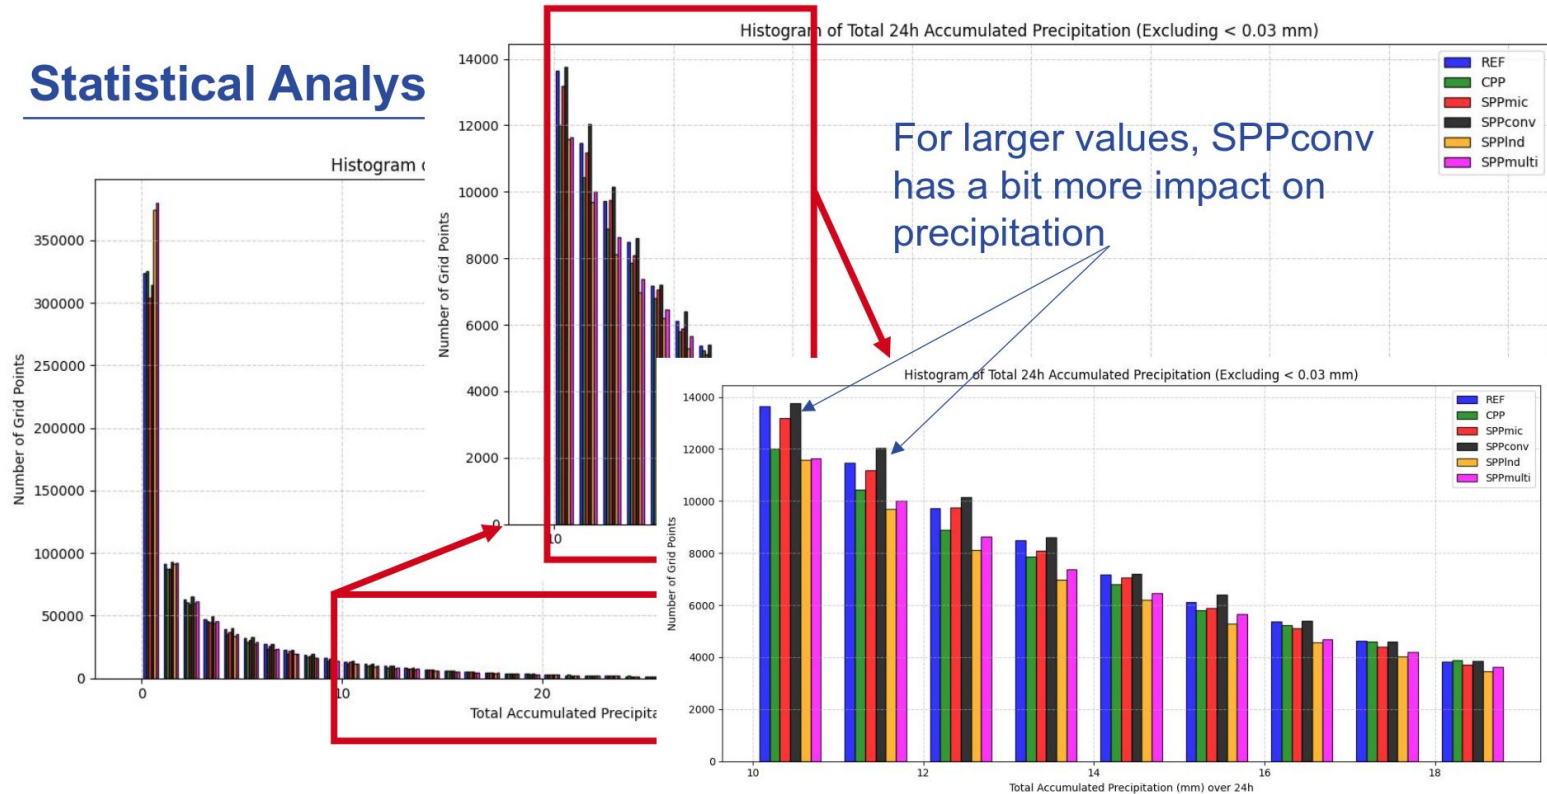 Statistical Analys
Histogram of Total 24h Accumulated Precipitation (Excluding < 0.03 mm)
14000
12000
10000
8000
6000
4000
2000
0
10
Number of Grid Points
REF
CPP
SPPmic
SPPconv
SPPlnd
SPPmulti
For larger values, SPPconv
has a bit more impact on
precipitation
Histogram o
350000
300000
250000
200000
150000
100000
50000
0
Number of Grid Points
0
10
20
Total Accumulated Precipita
Histogram of Total 24h Accumulated Precipitation (Excluding < 0.03 mm)
14000
12000
10000
8000
6000
4000
2000
0
Number of Grid Points
REF
CPP
SPPmic
SPPconv
SPPlnd
SPPmulti
10
12
14
16
18
Total Accumulated Precipitation (mm) over 24h